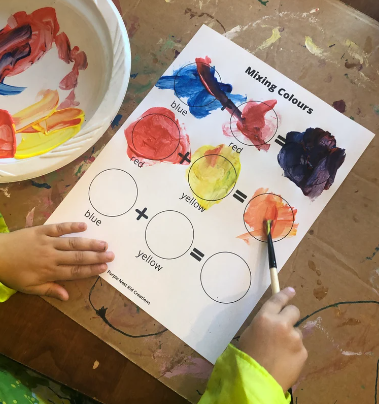 Mixing Colours
blue
red
=
red
+
yellow
=
blue
+
yellow
=